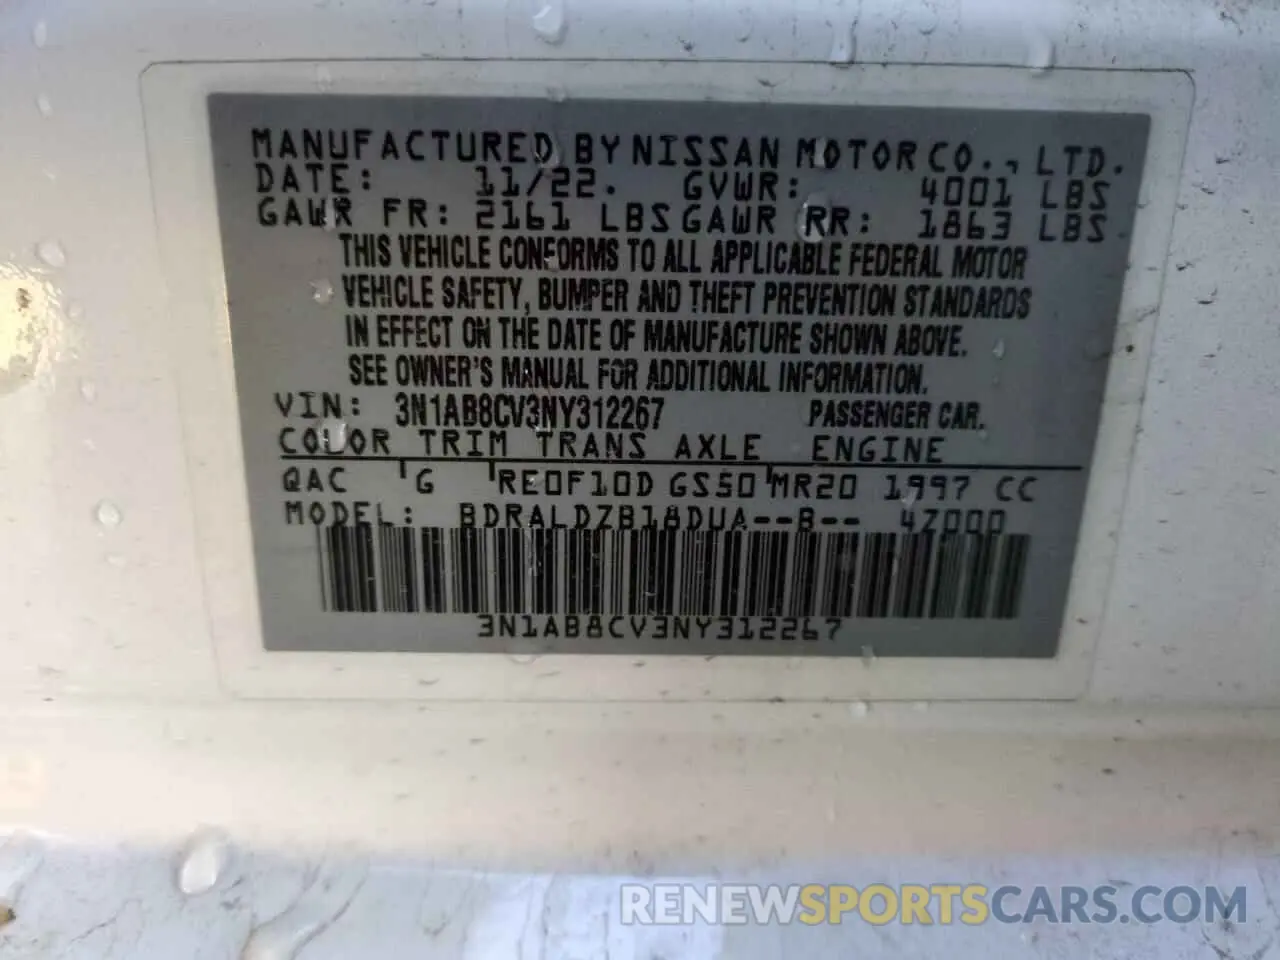 MANUFACTURED BY NISSAN MOTOR CO., LTD.
DATE: 11/22. GVWR: 4001 LBS
GAWR FR: 2161 LBS GAWR RR: 1863 LBS
THIS VEHICLE CONFORMS TO ALL APPLICABLE FEDERAL MOTOR
VEHICLE SAFETY, BUMPER AND THEFT PREVENTION STANDARDS
IN EFFECT ON THE DATE OF MANUFACTURE SHOWN ABOVE.
SEE OWNER'S MANUAL FOR ADDITIONAL INFORMATION.
VIN: 3N1AB8CV3NY312267 PASSENGER CAR.
COLOR TRIM TRANS AXLE ENGINE
QAC G RE0F10D GS50 MR20 1997 CC
MODEL: BDRALDZB18DUA--B-- 4Z000
3N1AB8CV3NY312267
RENEWSPORTSCARS.COM